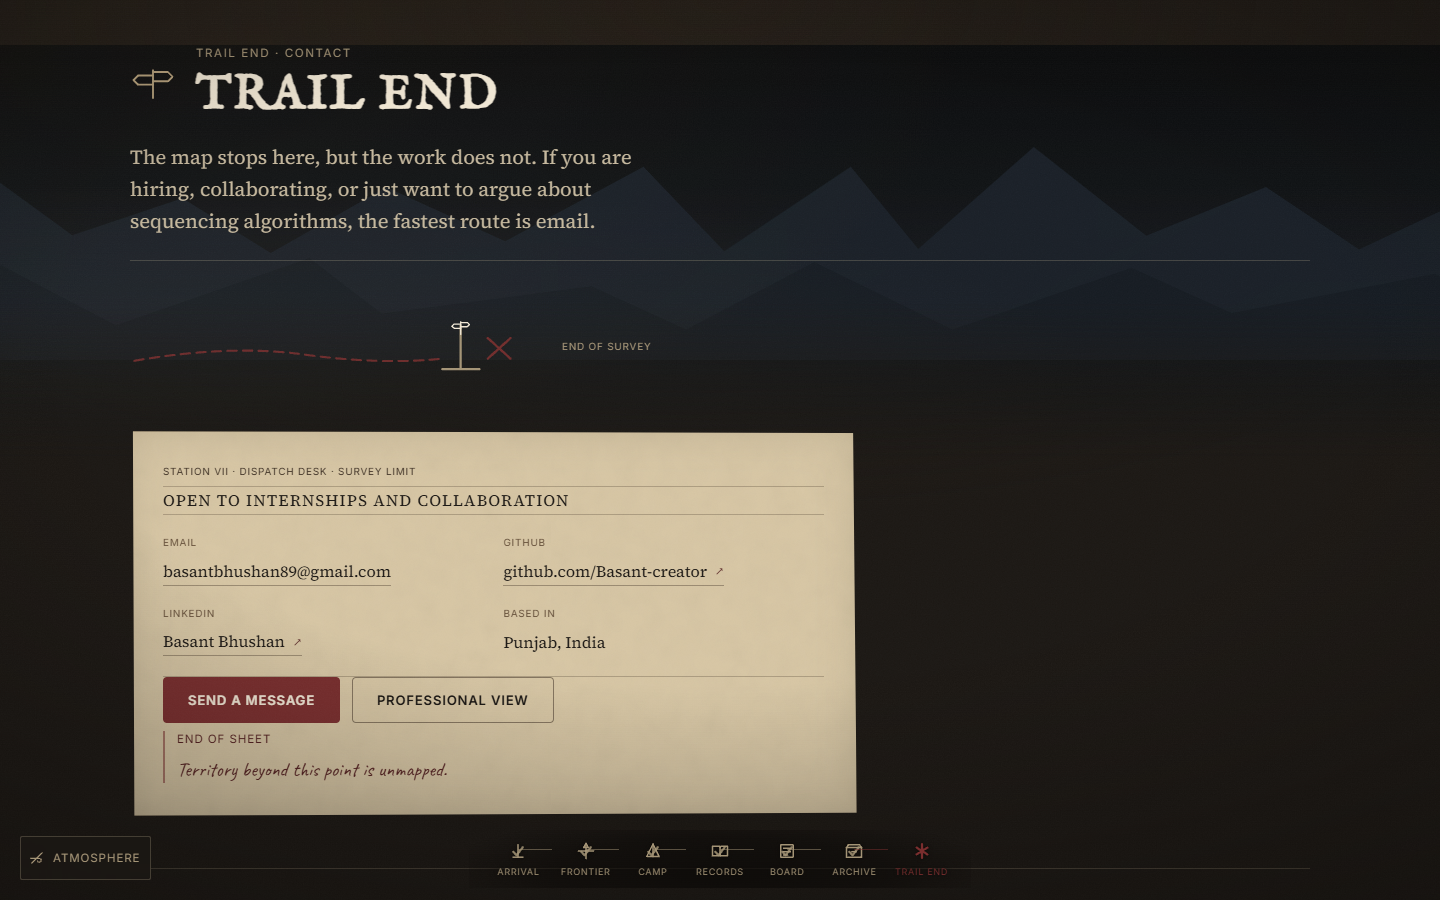 TRAIL END · CONTACT
TRAIL END
The map stops here, but the work does not. If you are
hiring, collaborating, or just want to argue about
sequencing algorithms, the fastest route is email.
END OF SURVEY
STATION VII · DISPATCH DESK · SURVEY LIMIT
OPEN TO INTERNSHIPS AND COLLABORATION
EMAIL
basantbhushan89@gmail.com
GITHUB
github.com/Basant-creator ↗
LINKEDIN
Basant Bhushan ↗
BASED IN
Punjab, India
SEND A MESSAGE
PROFESSIONAL VIEW
END OF SHEET
Territory beyond this point is unmapped.
ATMOSPHERE
ARRIVAL
FRONTIER
CAMP
RECORDS
BOARD
ARCHIVE
TRAIL END